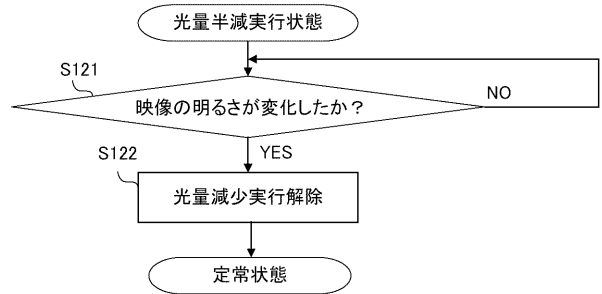 光量半減実行状態
S121
映像の明るさが変化したか？
NO
YES
S122
光量減少実行解除
定常状態